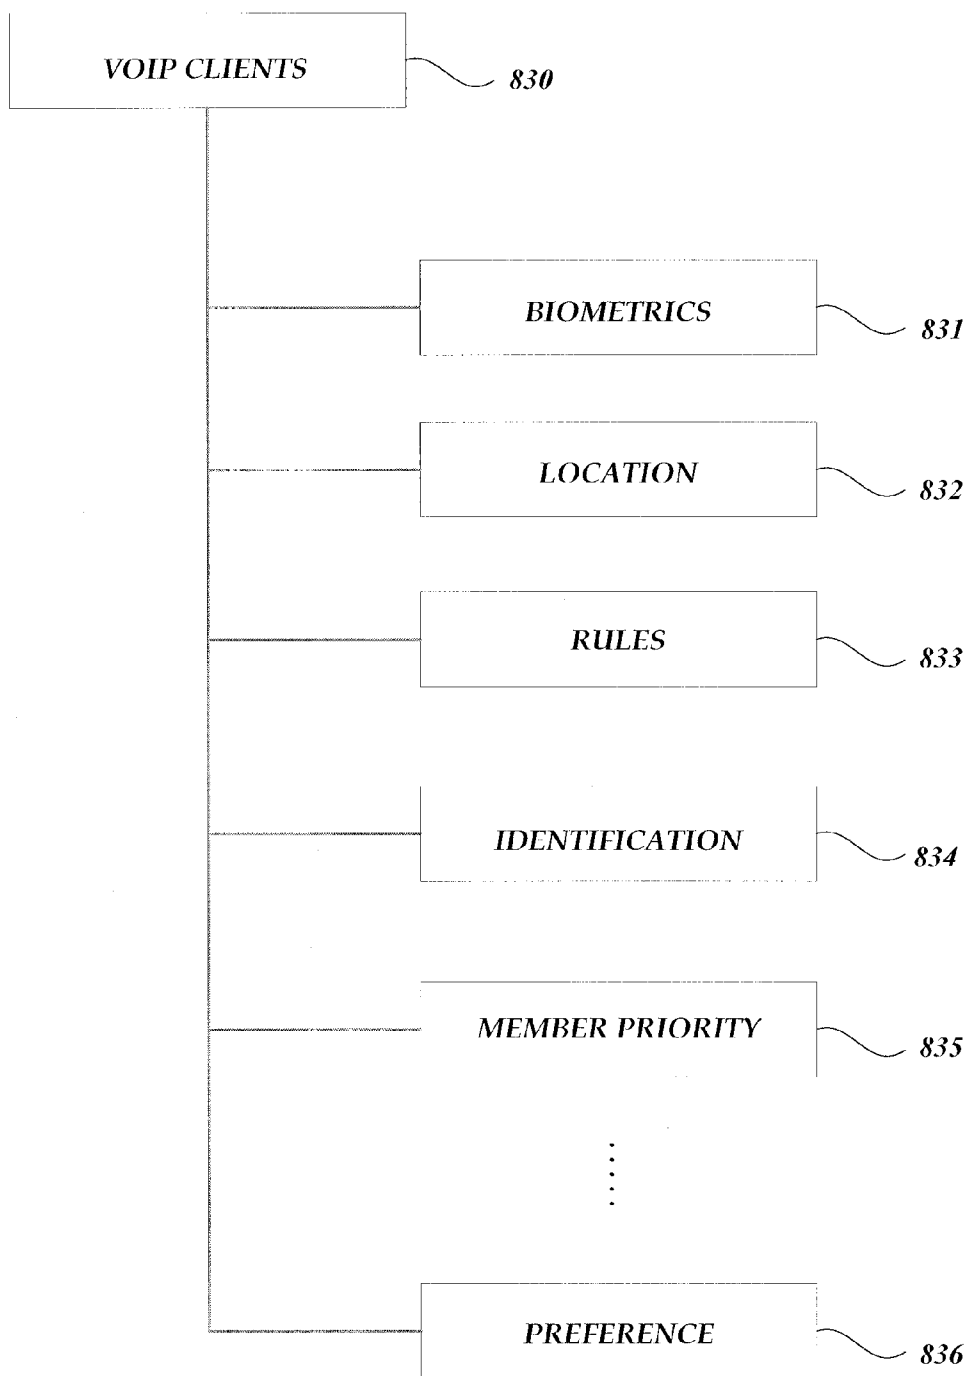 VOIP CLIENTS
830
BIOMETRICS
831
LOCATION
832
RULES
833
IDENTIFICATION
834
MEMBER PRIORITY
835
PREFERENCE
836